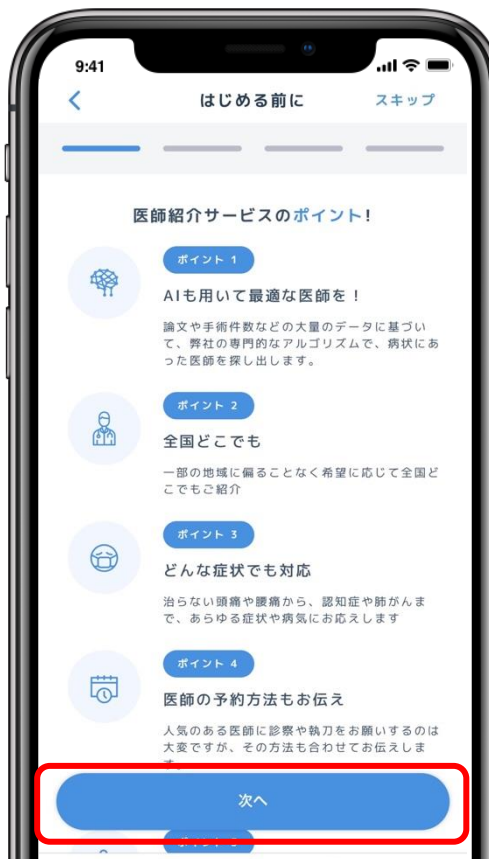 9:41
はじめる前に
スキップ
医師紹介サービスのポイント!
ポイント 1
AIも用いて最適な医師を！
論文や手術件数などの大量のデータに基づい
て、弊社の専門的なアルゴリズムで、病状にあ
った医師を探し出します。
ポイント 2
全国どこでも
一部の地域に偏ることなく希望に応じて全国ど
こでもご紹介
ポイント 3
どんな症状でも対応
治らない頭痛や腰痛から、認知症や肺がんま
で、あらゆる症状や病気にお応えします
ポイント 4
医師の予約方法もお伝え
人気のある医師に診察や執刀をお願いするのは
大変ですが、その方法も合わせてお伝えしま
す。
次へ